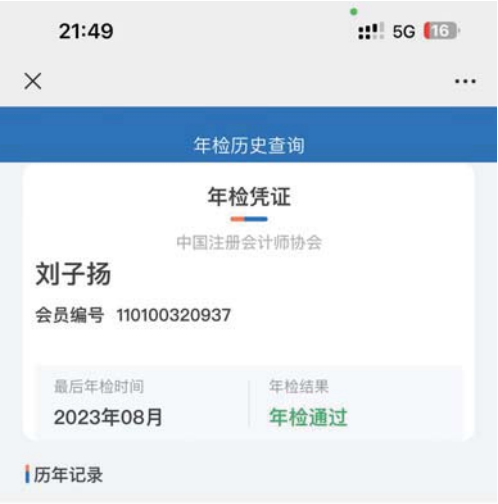 21:49
5G 16
年检历史查询
年检凭证
中国注册会计师协会
刘子扬
会员编号 110100320937
最后年检时间 年检结果
2023年08月 年检通过
历年记录